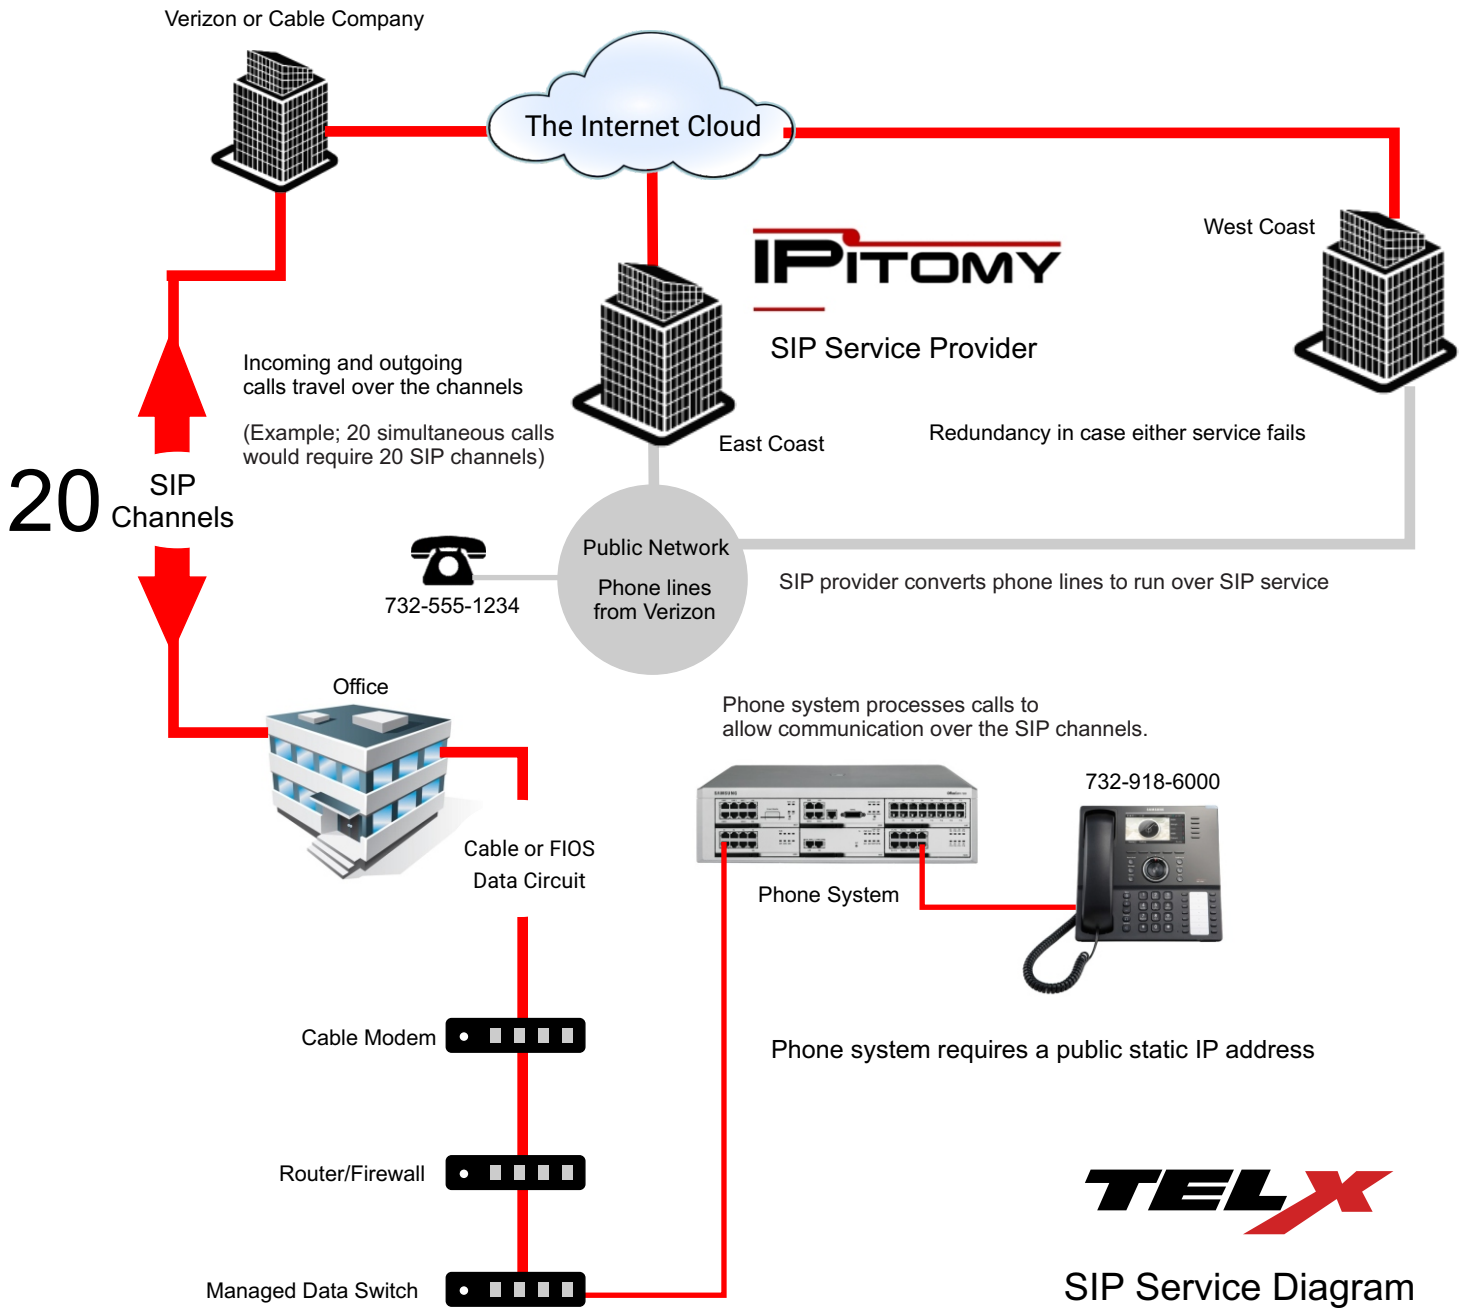 Verizon or Cable Company
The Internet Cloud
West Coast
IPITOMY
SIP Service Provider
Incoming and outgoing
calls travel over the channels
(Example; 20 simultaneous calls
would require 20 SIP channels)
East Coast
Redundancy in case either service fails
20
SIP
Channels
Public Network
Phone lines
from Verizon
732-555-1234
SIP provider converts phone lines to run over SIP service
Office
Phone system processes calls to
allow communication over the SIP channels.
732-918-6000
SAMSUNG
Cable or FIOS
Data Circuit
Phone System
Cable Modem
Phone system requires a public static IP address
Router/Firewall
TELX
Managed Data Switch
SIP Service Diagram